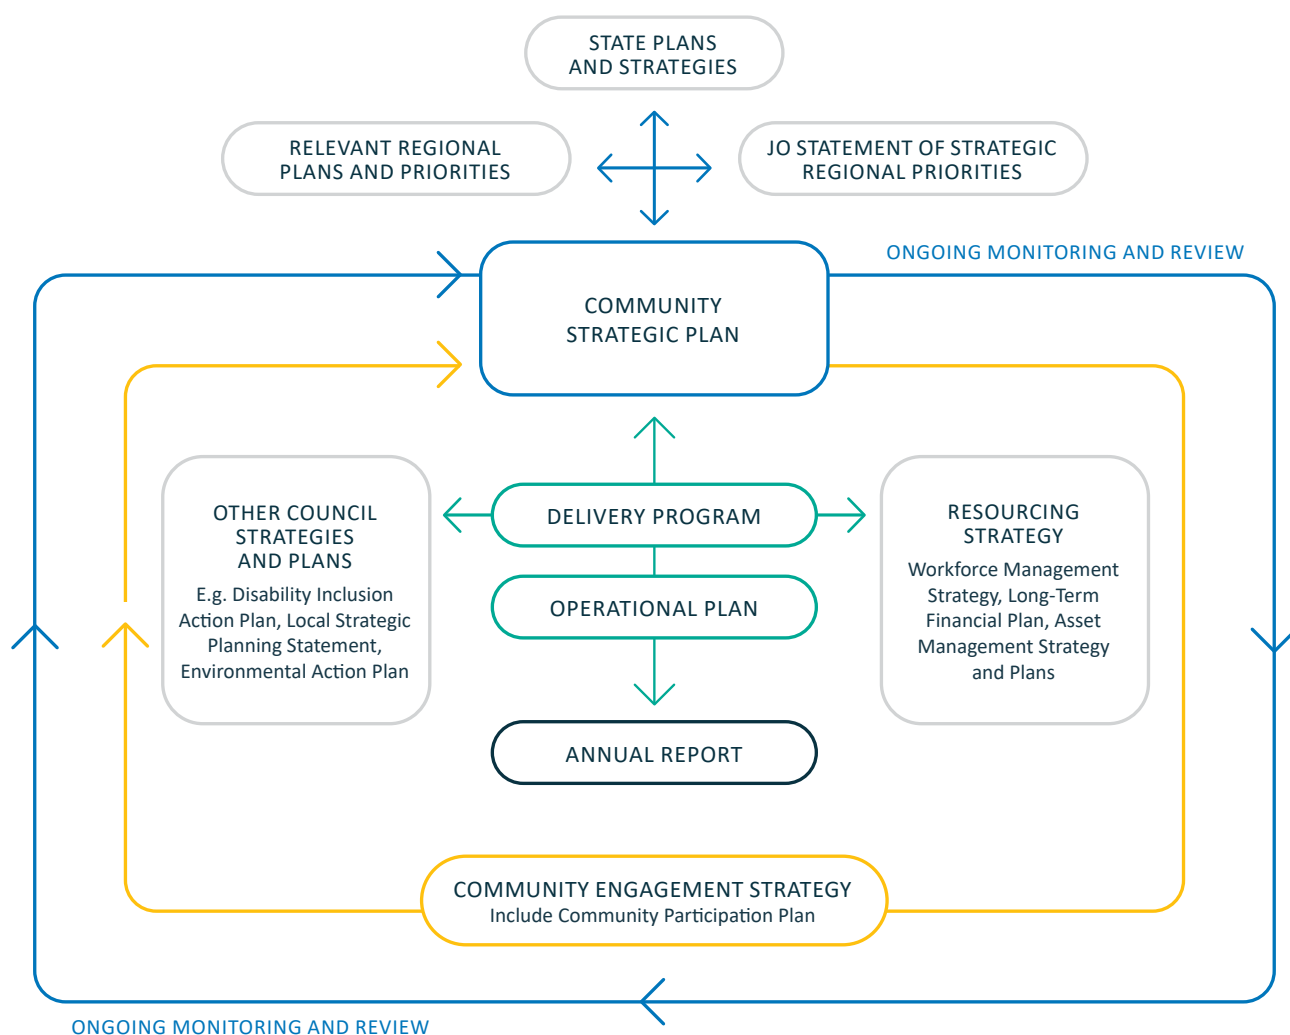 STATE PLANS
AND STRATEGIES
RELEVANT REGIONAL
PLANS AND PRIORITIES
JO STATEMENT OF STRATEGIC
REGIONAL PRIORITIES
ONGOING MONITORING AND REVIEW
COMMUNITY
STRATEGIC PLAN
OTHER COUNCIL
STRATEGIES
AND PLANS
E.g. Disability Inclusion
Action Plan, Local Strategic
Planning Statement,
Environmental Action Plan
DELIVERY PROGRAM
OPERATIONAL PLAN
ANNUAL REPORT
RESOURCING
STRATEGY
Workforce Management
Strategy, Long-Term
Financial Plan, Asset
Management Strategy
and Plans
COMMUNITY ENGAGEMENT STRATEGY
Include Community Participation Plan
ONGOING MONITORING AND REVIEW